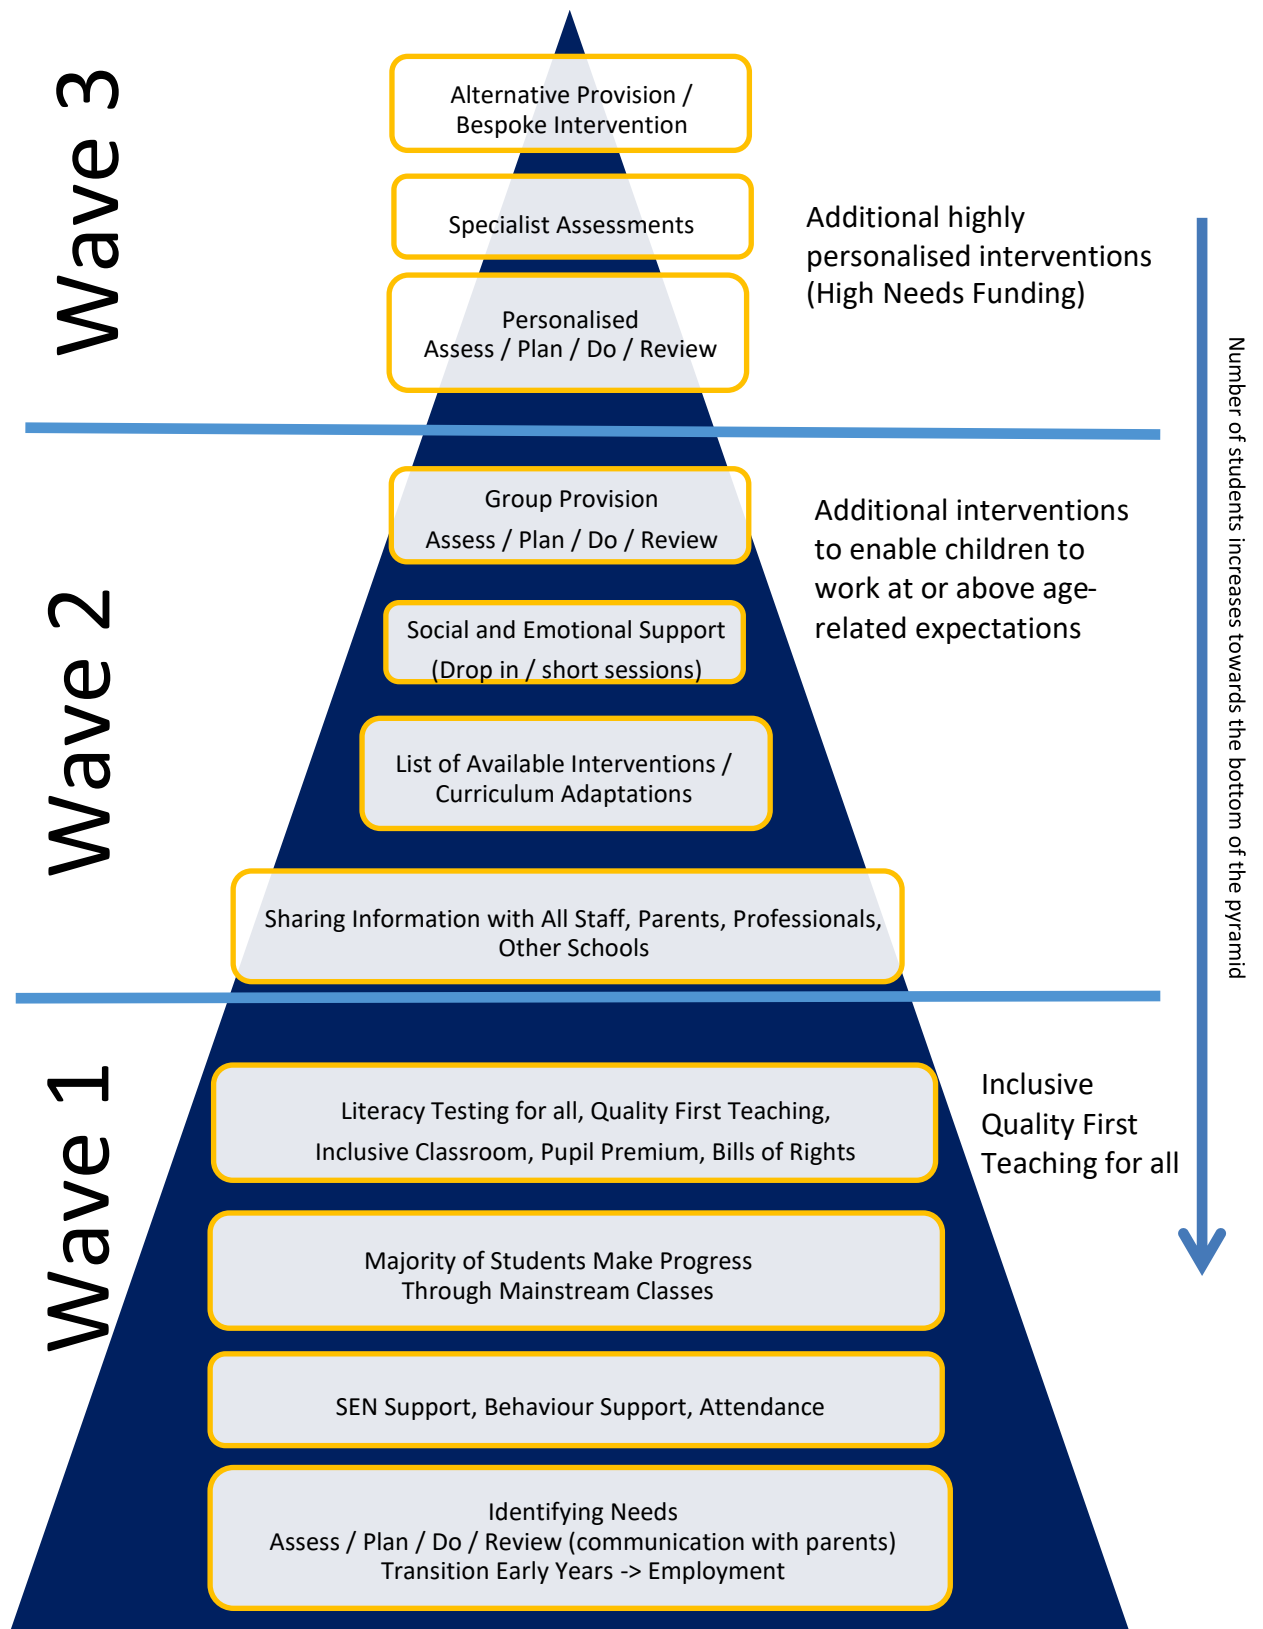 Wave 3
Alternative Provision /
Bespoke Intervention
Specialist Assessments
Personalised
Assess / Plan / Do / Review
Additional highly
personalised interventions
(High Needs Funding)
Wave 2
Group Provision
Assess / Plan / Do / Review
Social and Emotional Support
(Drop in / short sessions)
List of Available Interventions /
Curriculum Adaptations
Sharing Information with All Staff, Parents, Professionals,
Other Schools
Additional interventions
to enable children to
work at or above age-
related expectations
Wave 1
Literacy Testing for all, Quality First Teaching,
Inclusive Classroom, Pupil Premium, Bills of Rights
Majority of Students Make Progress
Through Mainstream Classes
SEN Support, Behaviour Support, Attendance
Identifying Needs
Assess / Plan / Do / Review (communication with parents)
Transition Early Years -> Employment
Inclusive
Quality First
Teaching for all
Number of students increases towards the bottom of the pyramid